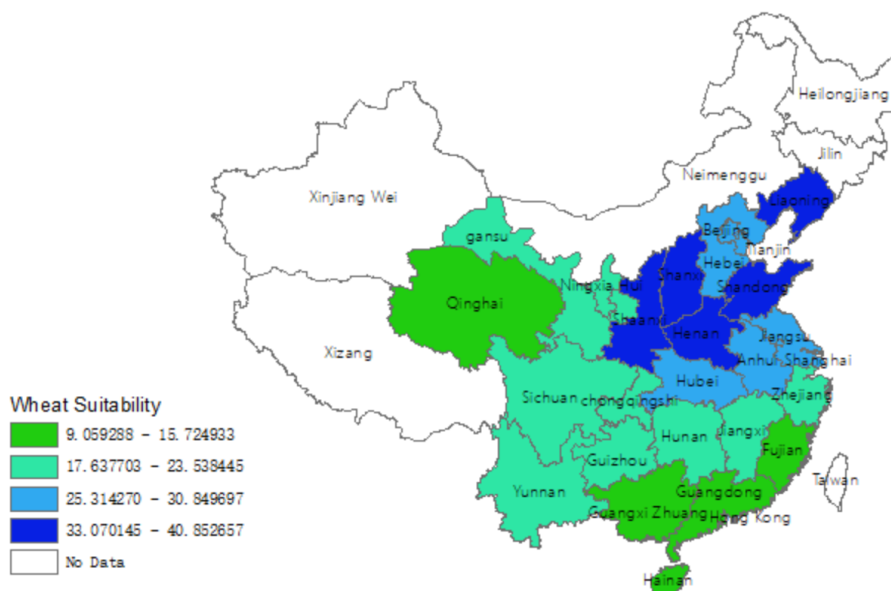 Heilongjiang
Jilin
Neimenggu
Xinjiang Wei
Liaoning
Beijing
Tianjin
gansu
Hebei
Ningxia Hui
Shanxi
Shandong
Qinghai
Shaanxi
Henan
Jiangsu
Xizang
Anhui
Shanghai
Hubei
Sichuan
chongqingshi
Zhejiang
Hunan
Jiangxi
Guizhou
Fujian
Yunnan
Guangdong
Taiwan
Guangxi Zhuang
Hong Kong
Hainan
Wheat Suitability
9.059288 - 15.724933
17.637703 - 23.538445
25.314270 - 30.849697
33.070145 - 40.852657
No Data